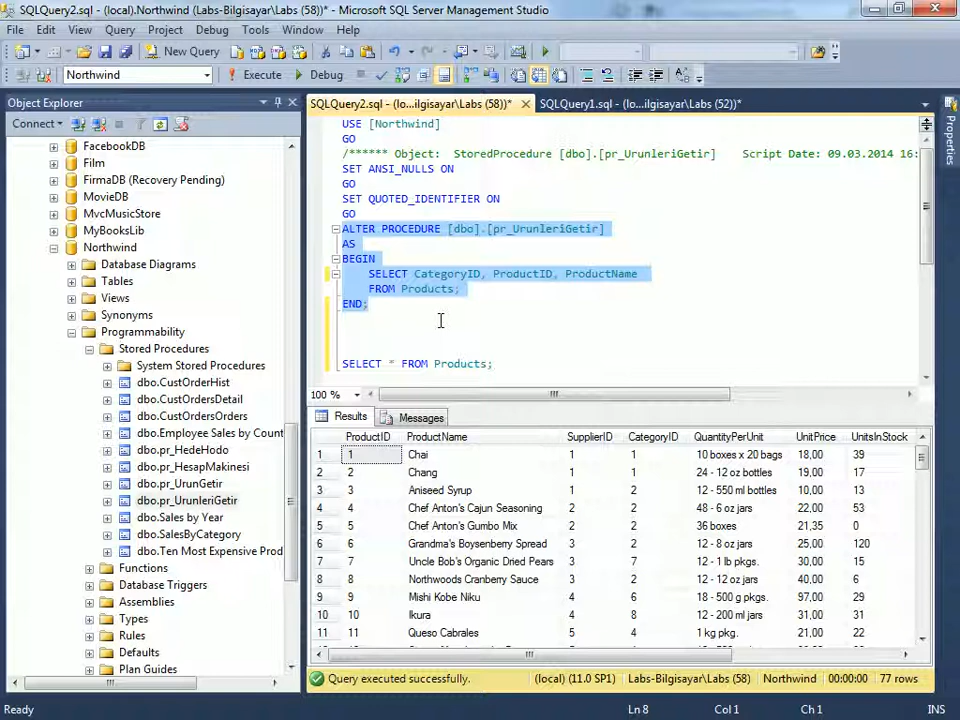 SQLQuery2.sql - (local).Northwind (Labs-Bilgisayar\Labs (58))* - Microsoft SQL Server Management Studio
File Edit View Query Project Debug Tools Window Help
New Query
Northwind Execute Debug
Object Explorer
SQLQuery2.sql - (lo...ilgisayar\Labs (58))* SQLQuery1.sql - (lo...ilgisayar\Labs (52))*
Connect
FacebookDB
Film
FirmaDB (Recovery Pending)
MovieDB
MvcMusicStore
MyBooksLib
Northwind
Database Diagrams
Tables
Views
Synonyms
Programmability
Stored Procedures
System Stored Procedures
dbo.CustOrderHist
dbo.CustOrdersDetail
dbo.CustOrdersOrders
dbo.Employee Sales by Count
dbo.pr_HedeHodo
dbo.pr_HesapMakinesi
dbo.pr_UrunGetir
dbo.pr_UrunleriGetir
dbo.Sales by Year
dbo.SalesByCategory
dbo.Ten Most Expensive Prod
Functions
Database Triggers
Assemblies
Types
Rules
Defaults
Plan Guides
USE [Northwind]
GO
/****** Object: StoredProcedure [dbo].[pr_UrunleriGetir] Script Date: 09.03.2014 16:
SET ANSI_NULLS ON
GO
SET QUOTED_IDENTIFIER ON
GO
ALTER PROCEDURE [dbo].[pr_UrunleriGetir]
AS
BEGIN
SELECT CategoryID, ProductID, ProductName
FROM Products;
END;
SELECT * FROM Products;
100 %
Results Messages
ProductID ProductName SupplierID CategoryID QuantityPerUnit UnitPrice UnitsInStock
1 1 Chai 1 1 10 boxes x 20 bags 18,00 39
2 2 Chang 1 1 24 - 12 oz bottles 19,00 17
3 3 Aniseed Syrup 1 2 12 - 550 ml bottles 10,00 13
4 4 Chef Anton's Cajun Seasoning 2 2 48 - 6 oz jars 22,00 53
5 5 Chef Anton's Gumbo Mix 2 2 36 boxes 21,35 0
6 6 Grandma's Boysenberry Spread 3 2 12 - 8 oz jars 25,00 120
7 7 Uncle Bob's Organic Dried Pears 3 7 12 - 1 lb pkgs. 30,00 15
8 8 Northwoods Cranberry Sauce 3 2 12 - 12 oz jars 40,00 6
9 9 Mishi Kobe Niku 4 6 18 - 500 g pkgs. 97,00 29
10 10 Ikura 4 8 12 - 200 ml jars 31,00 31
11 11 Queso Cabrales 5 4 1 kg pkg. 21,00 22
Query executed successfully. (local) (11.0 SP1) Labs-Bilgisayar\Labs (58) Northwind 00:00:00 77 rows
Properties
Ready Ln 8 Col 1 Ch 1 INS